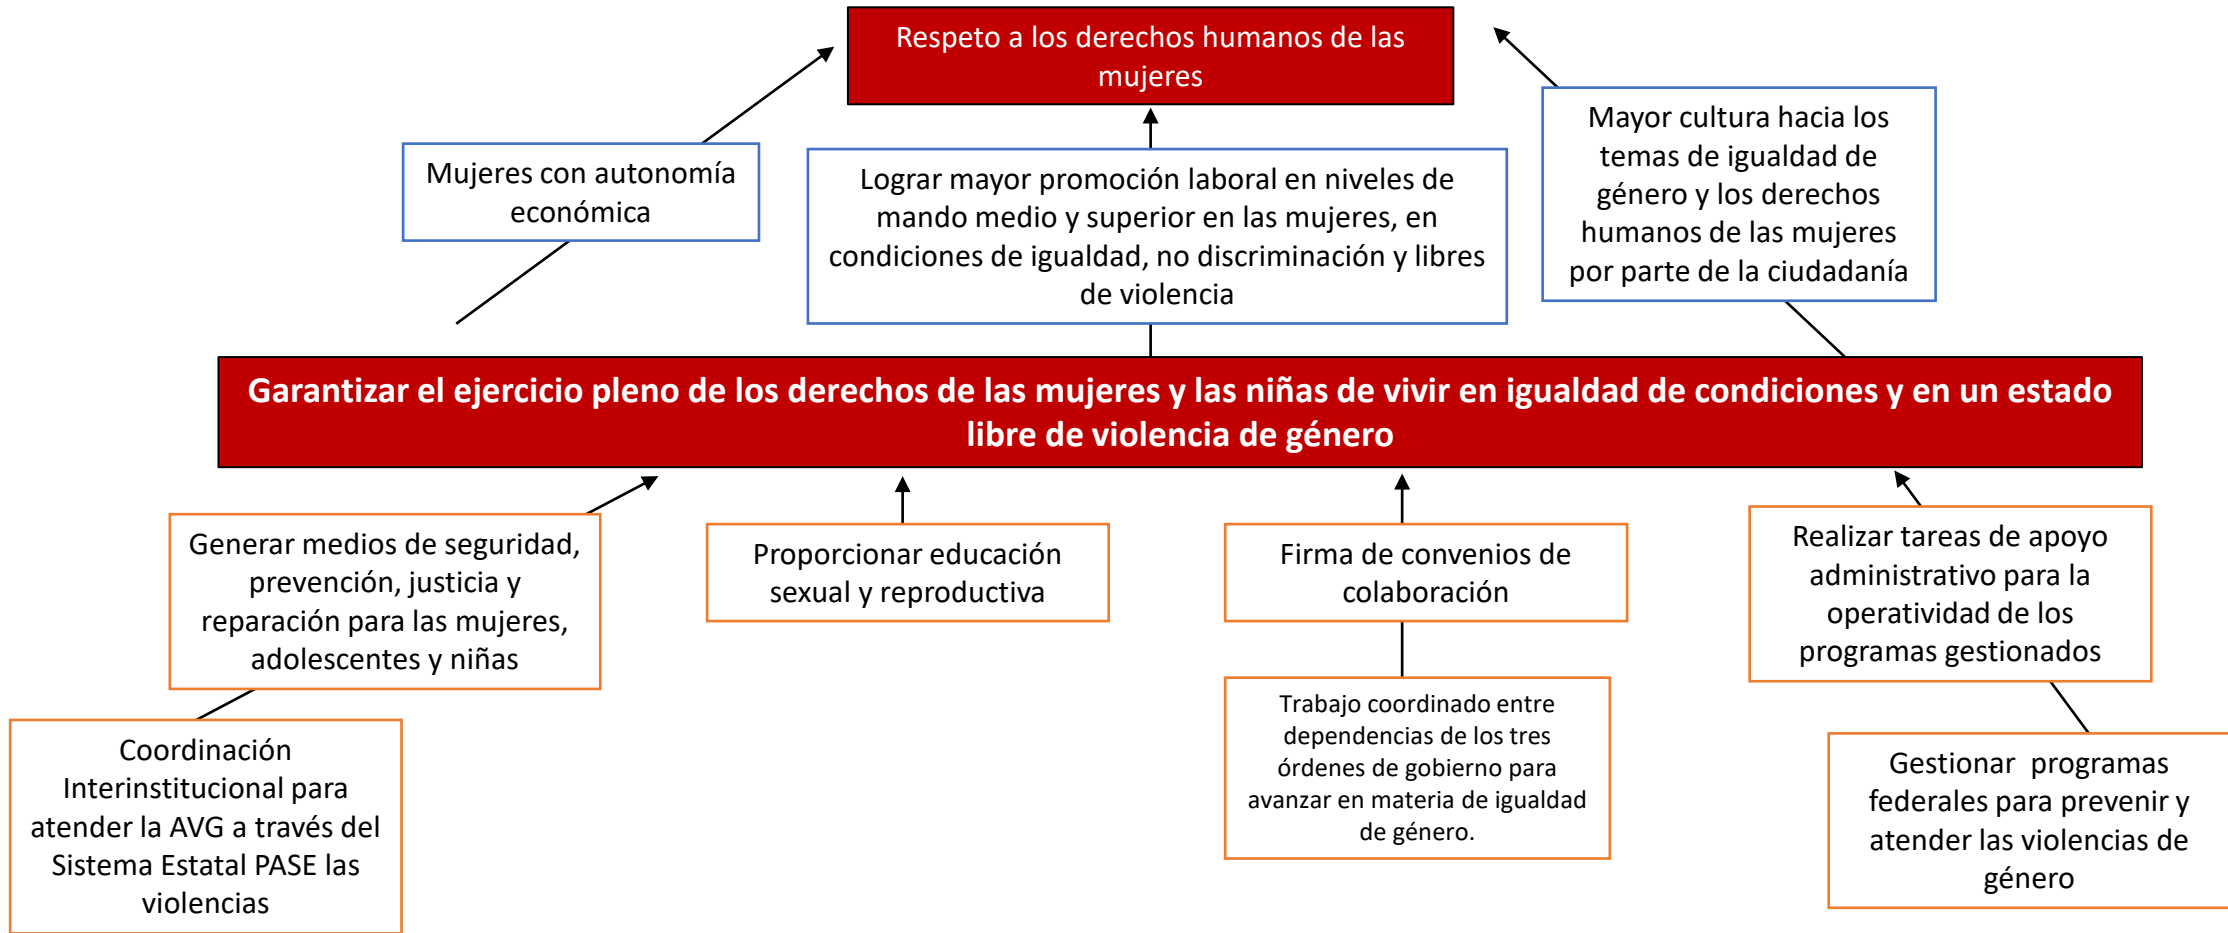 Respeto a los derechos humanos de las
mujeres
Mujeres con autonomía
económica
Lograr mayor promoción laboral en niveles de
mando medio y superior en las mujeres, en
condiciones de igualdad, no discriminación y libres
de violencia
Mayor cultura hacia los
temas de igualdad de
género y los derechos
humanos de las mujeres
por parte de la ciudadanía
Garantizar el ejercicio pleno de los derechos de las mujeres y las niñas de vivir en igualdad de condiciones y en un estado
libre de violencia de género
Generar medios de seguridad,
prevención, justicia y
reparación para las mujeres,
adolescentes y niñas
Proporcionar educación
sexual y reproductiva
Firma de convenios de
colaboración
Realizar tareas de apoyo
administrativo para la
operatividad de los
programas gestionados
Coordinación
Interinstitucional para
atender la AVG a través del
Sistema Estatal PASE las
violencias
Trabajo coordinado entre
dependencias de los tres
órdenes de gobierno para
avanzar en materia de igualdad
de género.
Gestionar  programas
federales para prevenir y
atender las violencias de
género